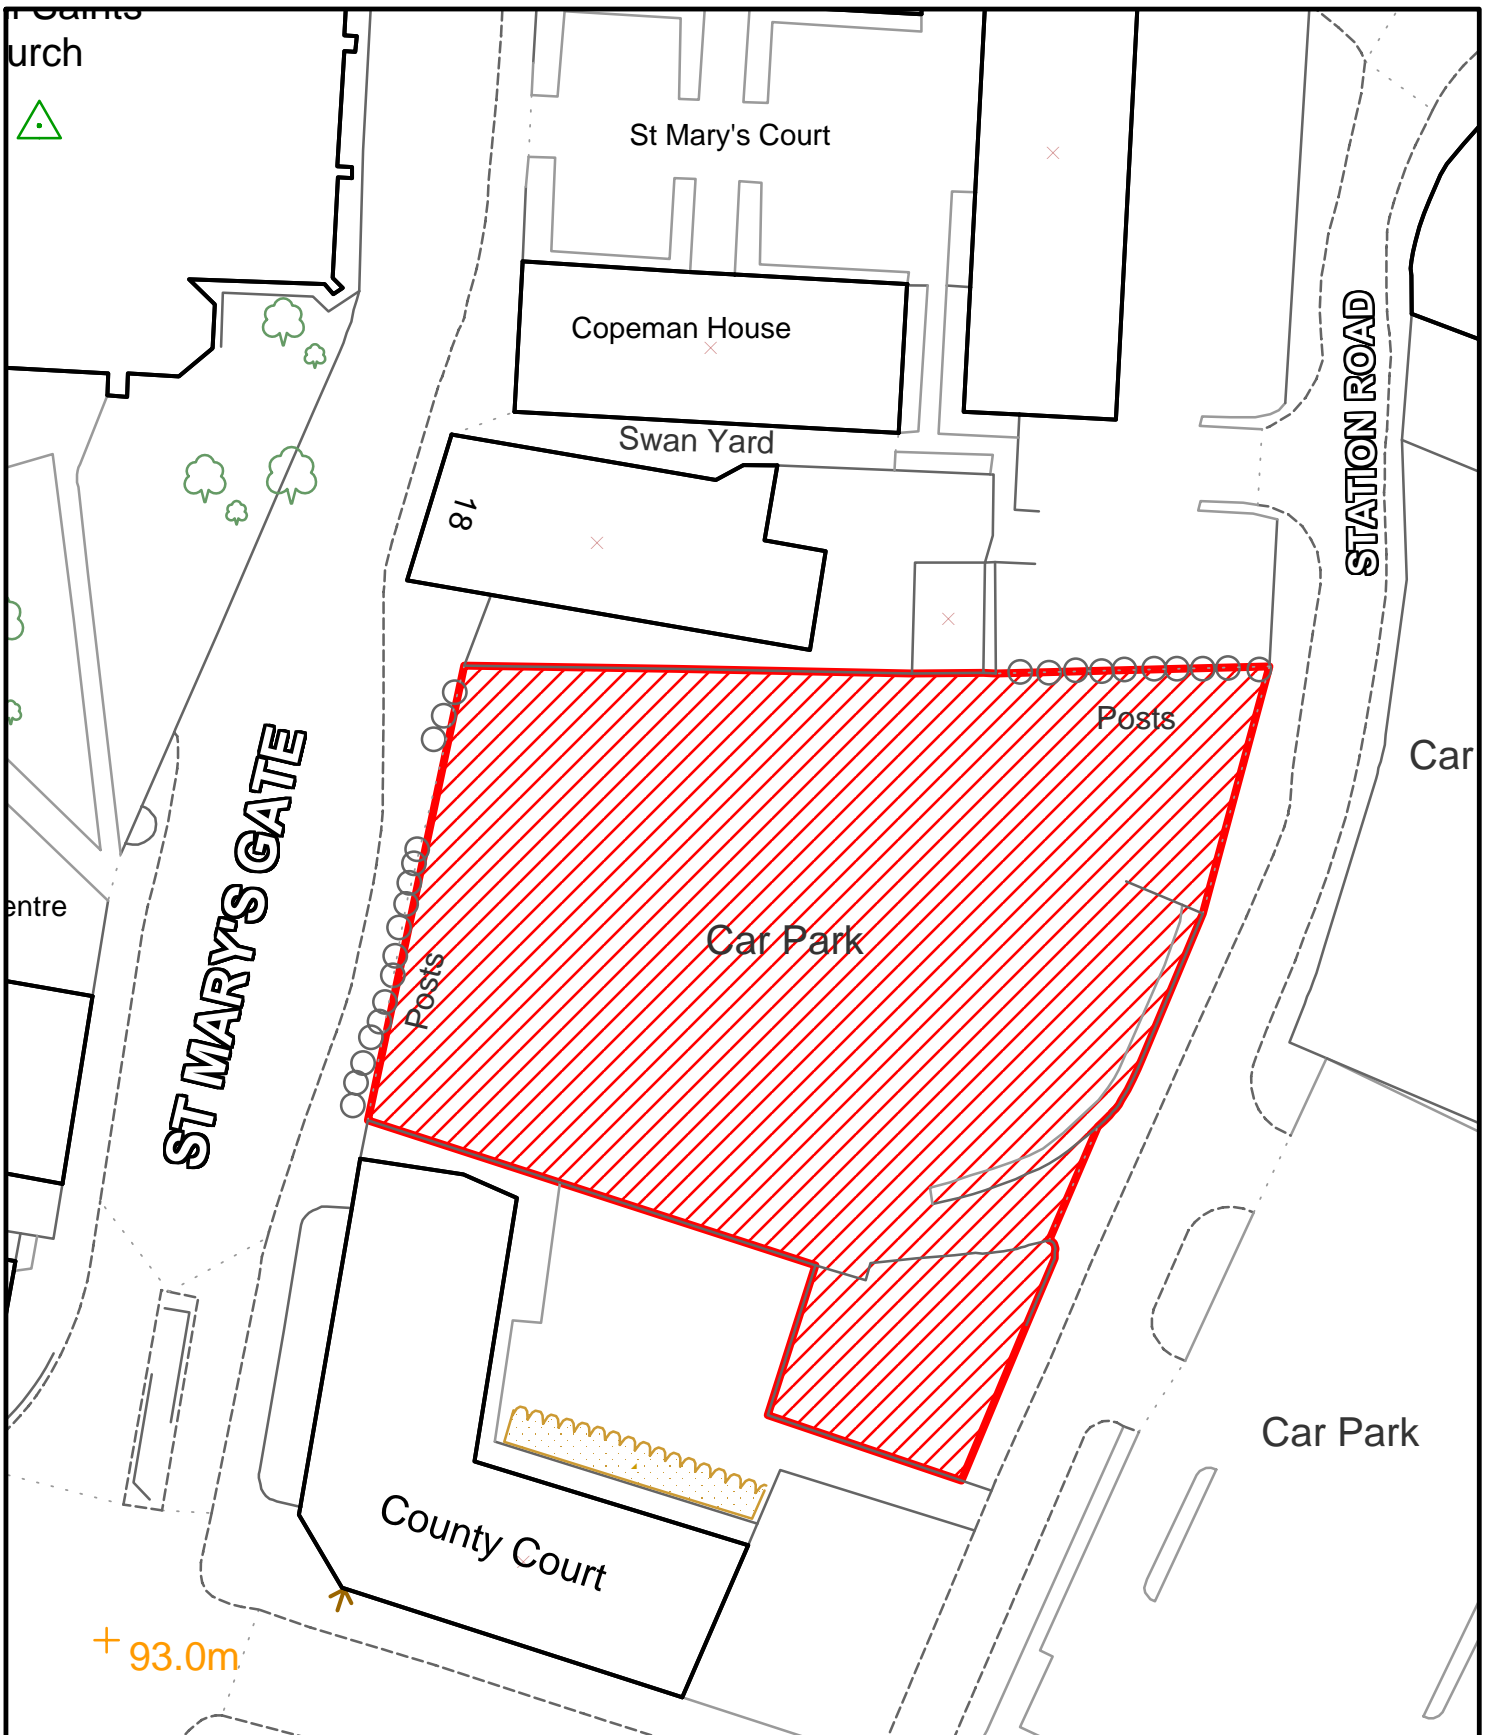 urch
St Mary's Court
Copeman House
Swan Yard
18
STATION ROAD
Posts
Car
ST MARY'S GATE
entre
Car Park
Posts
Car Park
County Court
93.0m